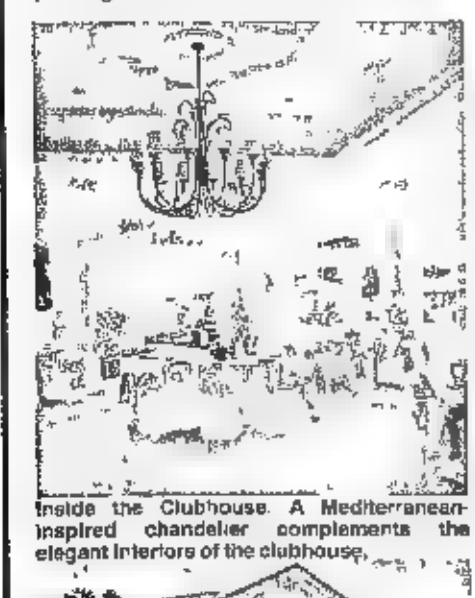 Inside the Clubhouse. A Mediterranean-
inspired chandelier complements the
elegant interiors of the clubhouse.